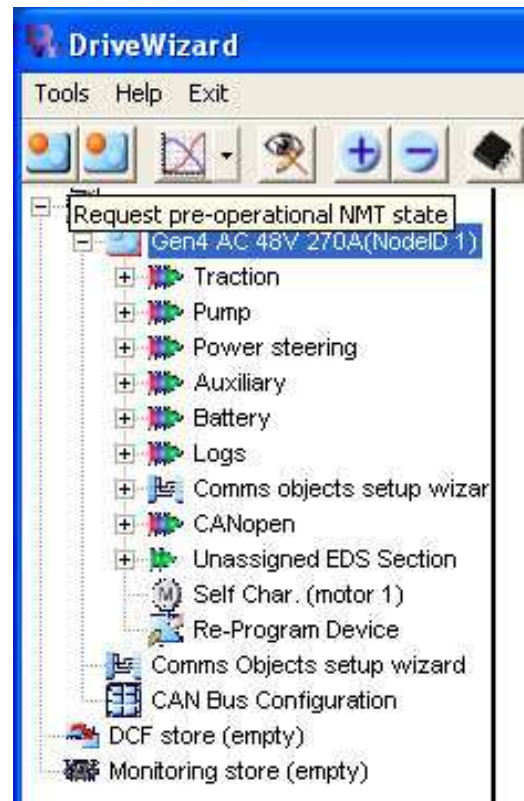 DriveWizard
Tools Help Exit
Request pre-operational NMT state
Gen4 AC 48V 270A(NodeID 1)
Traction
Pump
Power steering
Auxiliary
Battery
Logs
Comms objects setup wizar
CANopen
Unassigned EDS Section
Self Char. (motor 1)
Re-Program Device
Comms Objects setup wizard
CAN Bus Configuration
DCF store (empty)
Monitoring store (empty)